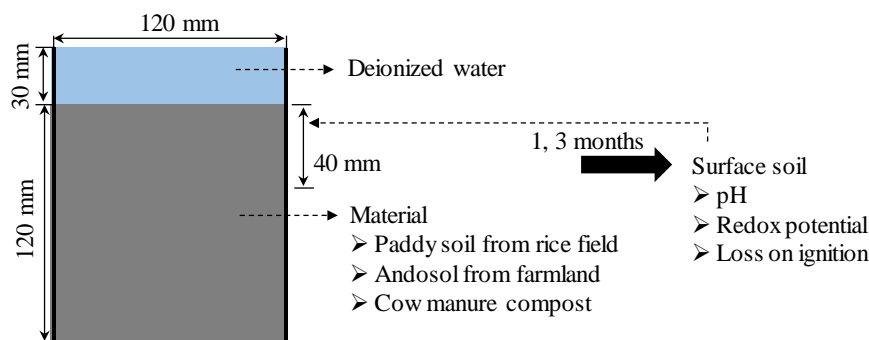 120 mm
30 mm
Deionized water
120 mm
40 mm
1, 3 months
Material
➢ Paddy soil from rice field
➢ Andosol from farmland
➢ Cow manure compost
Surface soil
➢ pH
➢ Redox potential
➢ Loss on ignition